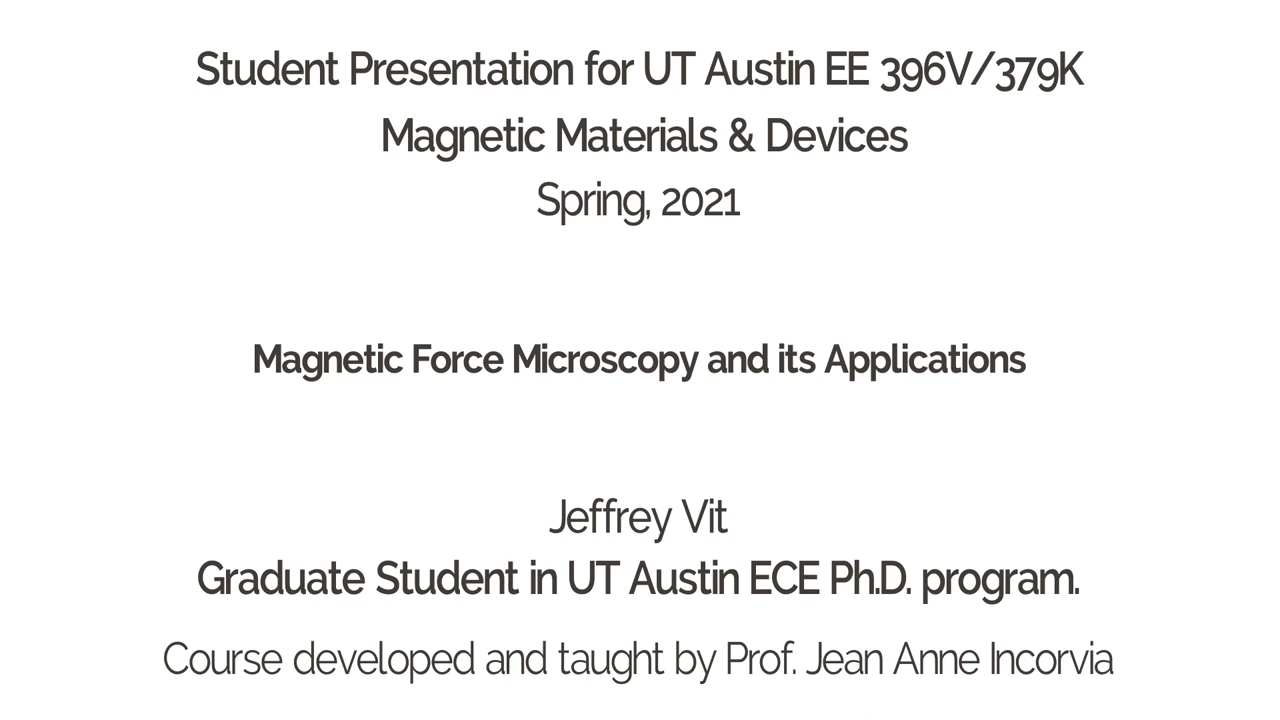 Student Presentation for UT Austin EE 396V/379K
Magnetic Materials & Devices
Spring, 2021
Magnetic Force Microscopy and its Applications
Jeffrey Vit
Graduate Student in UT Austin ECE Ph.D. program.
Course developed and taught by Prof. Jean Anne Incorvia